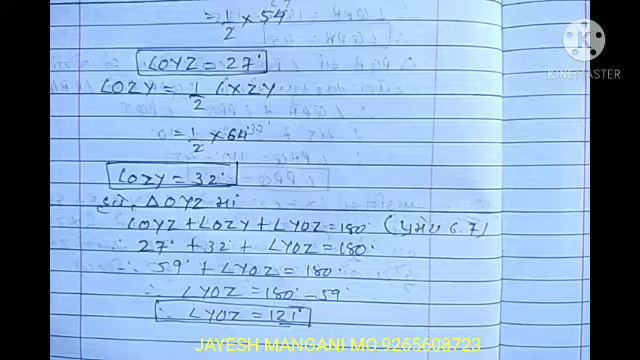 = 1/2 × 54°
∠OYZ = 27°
∠OZY = 1/2 ∠XZY
= 1/2 × 64° 32°
∠OZY = 32°
હવે, △OYZ માં
∠OYZ + ∠OZY + ∠YOZ = 180° (પ્રમેય 6.7)
∴ 27° + 32° + ∠YOZ = 180°
∴ 59° + ∠YOZ = 180°
∴ ∠YOZ = 180° - 59°
∴ ∠YOZ = 121°
KINEMASTER
JAYESH MANGANI MO.9265608723